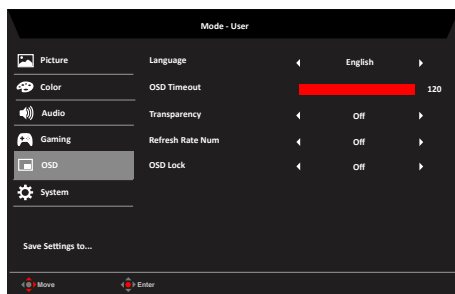 Mode - User
Picture
Language English
Color
OSD Timeout 120
Audio
Transparency Off
Gaming
Refresh Rate Num Off
OSD
OSD Lock Off
System
Save Settings to...
Move Enter